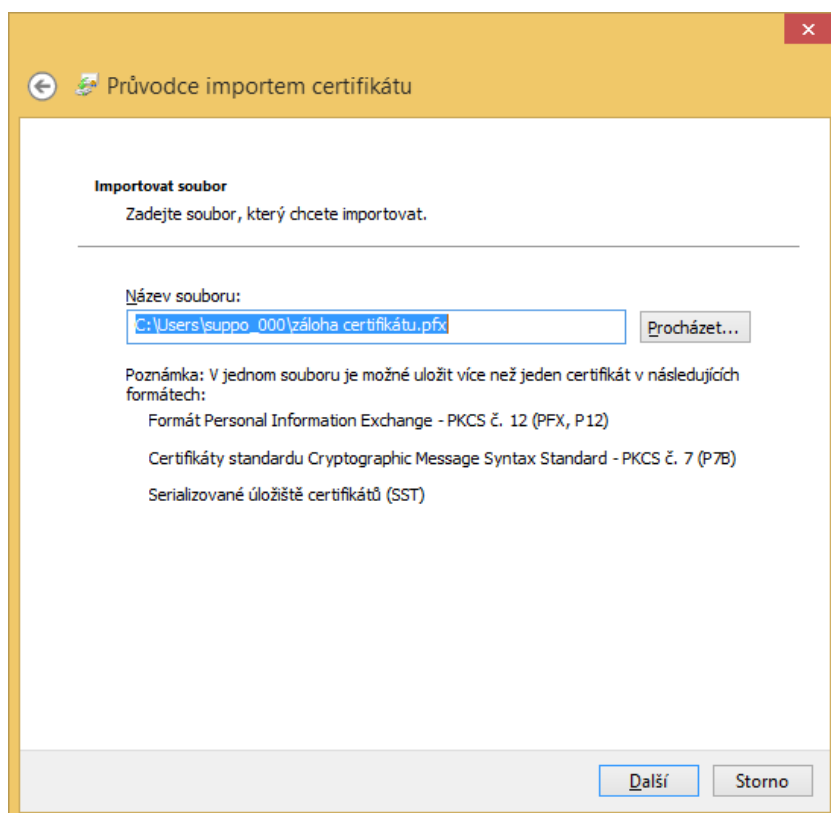 Průvodce importem certifikátu
Importovat soubor
Zadejte soubor, který chcete importovat.
Název souboru:
C:\Users\suppo_000\záloha certifikátu.pfx
Procházet...
Poznámka: V jednom souboru je možné uložit více než jeden certifikát v následujících
formátech:
Formát Personal Information Exchange - PKCS č. 12 (PFX, P12)
Certifikáty standardu Cryptographic Message Syntax Standard - PKCS č. 7 (P7B)
Serializované úložiště certifikátů (SST)
Další
Storno